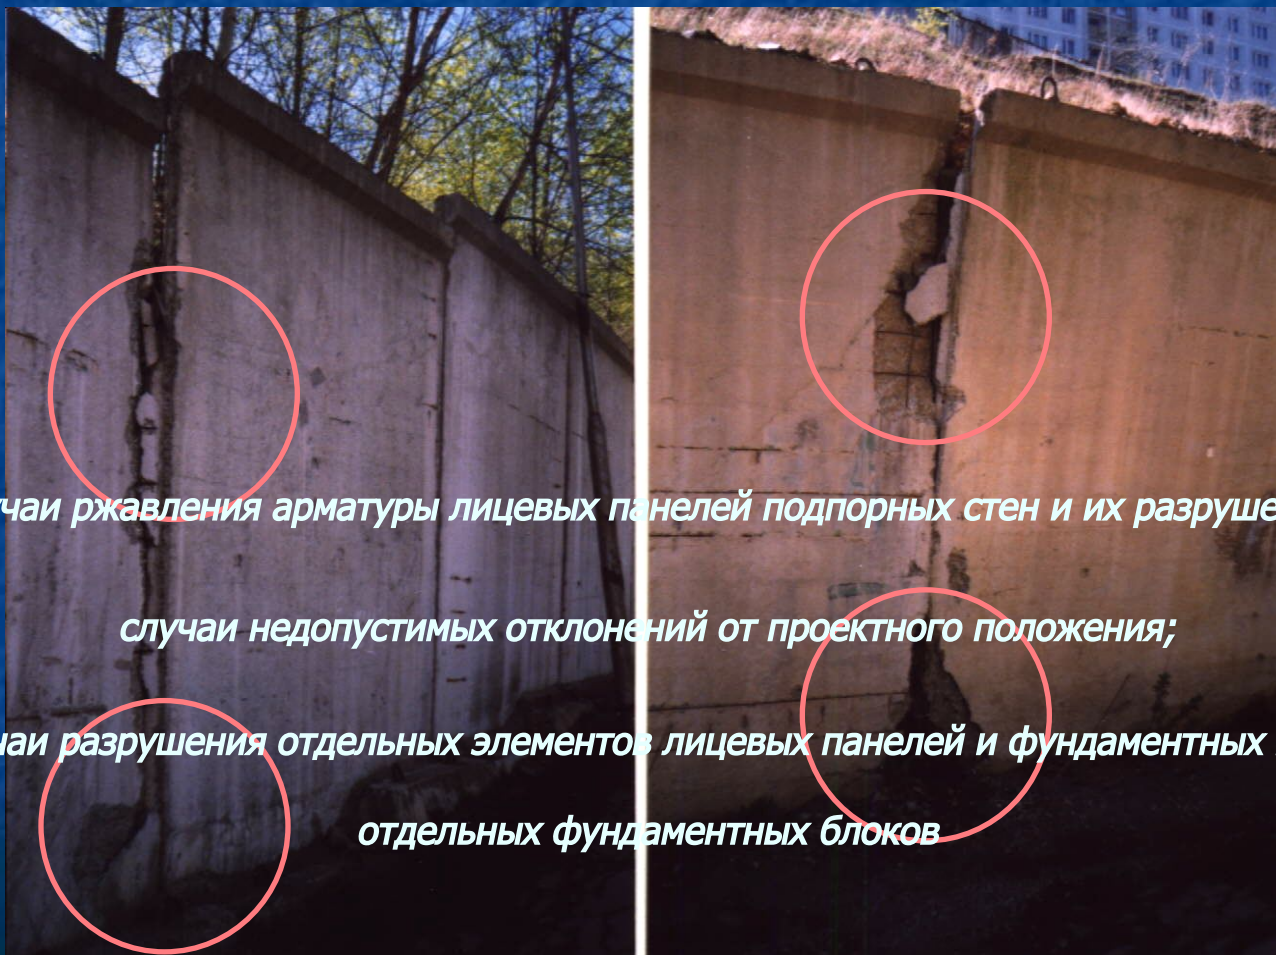 чаи ржавления арматуры лицевых панелей подпорных стен и их разруше
случаи недопустимых отклонений от проектного положения;
чаи разрушения отдельных элементов лицевых панелей и фундаментных
отдельных фундаментных блоков